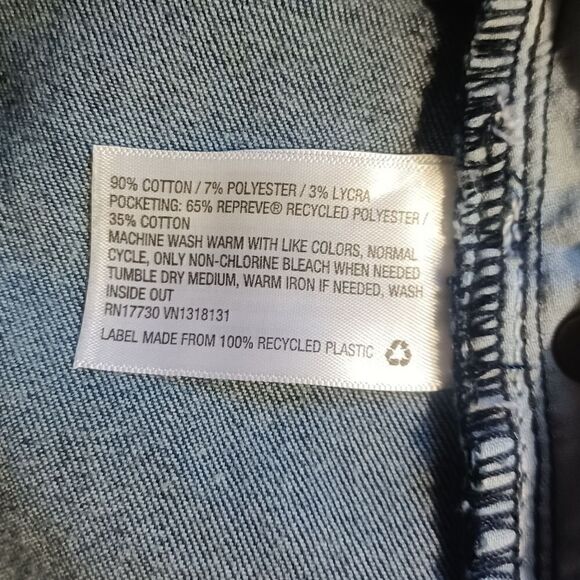 90% COTTON / 7% POLYESTER / 3% LYCRA
POCKETING: 65% REPREVE® RECYCLED POLYESTER /
35% COTTON
MACHINE WASH WARM WITH LIKE COLORS, NORMAL
CYCLE, ONLY NON-CHLORINE BLEACH WHEN NEEDED
TUMBLE DRY MEDIUM, WARM IRON IF NEEDED, WASH
INSIDE OUT
RN17730 VN1318131
LABEL MADE FROM 100% RECYCLED PLASTIC